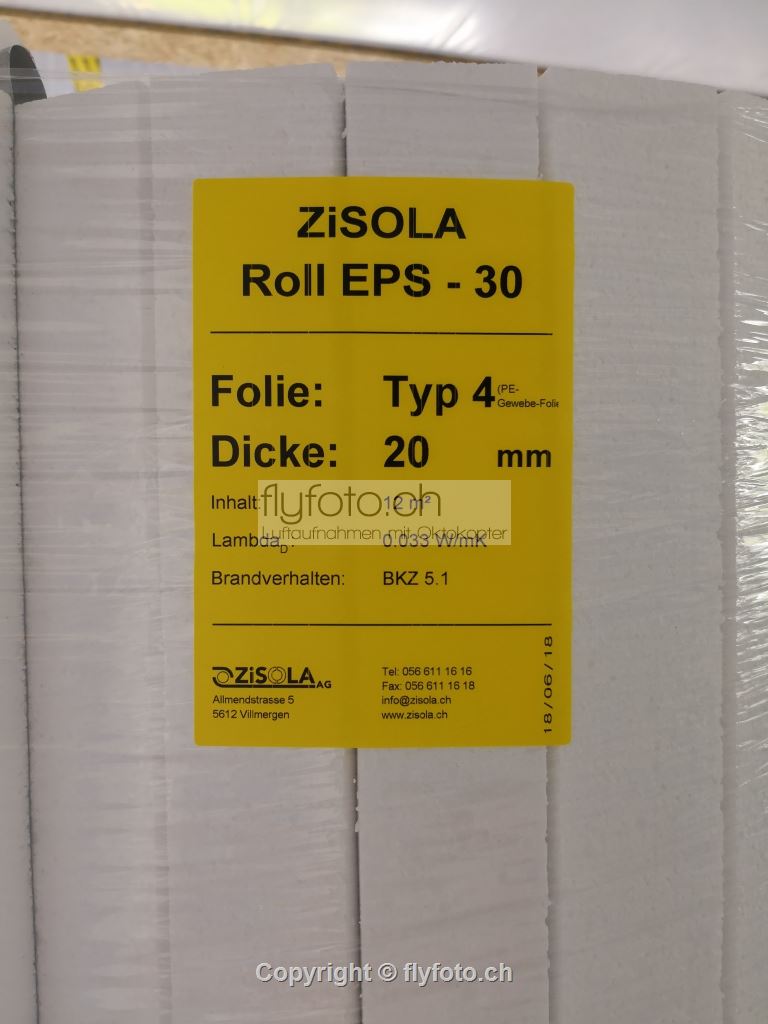 ZiSOLA
Roll EPS - 30
Folie: Typ 4 (PE-
Gewebe-Folie
Dicke: 20 mm
Inhalt: 12 m²
flyfoto.ch
Luftaufnahmen mit Oktokopter
LambdaD: 0.033 W/mK
Brandverhalten: BKZ 5.1
ZiSOLA AG
Allmendstrasse 5
5612 Villmergen
Tel: 056 611 16 16
Fax: 056 611 16 18
info@zisola.ch
www.zisola.ch
18/06/18
Copyright © flyfoto.ch